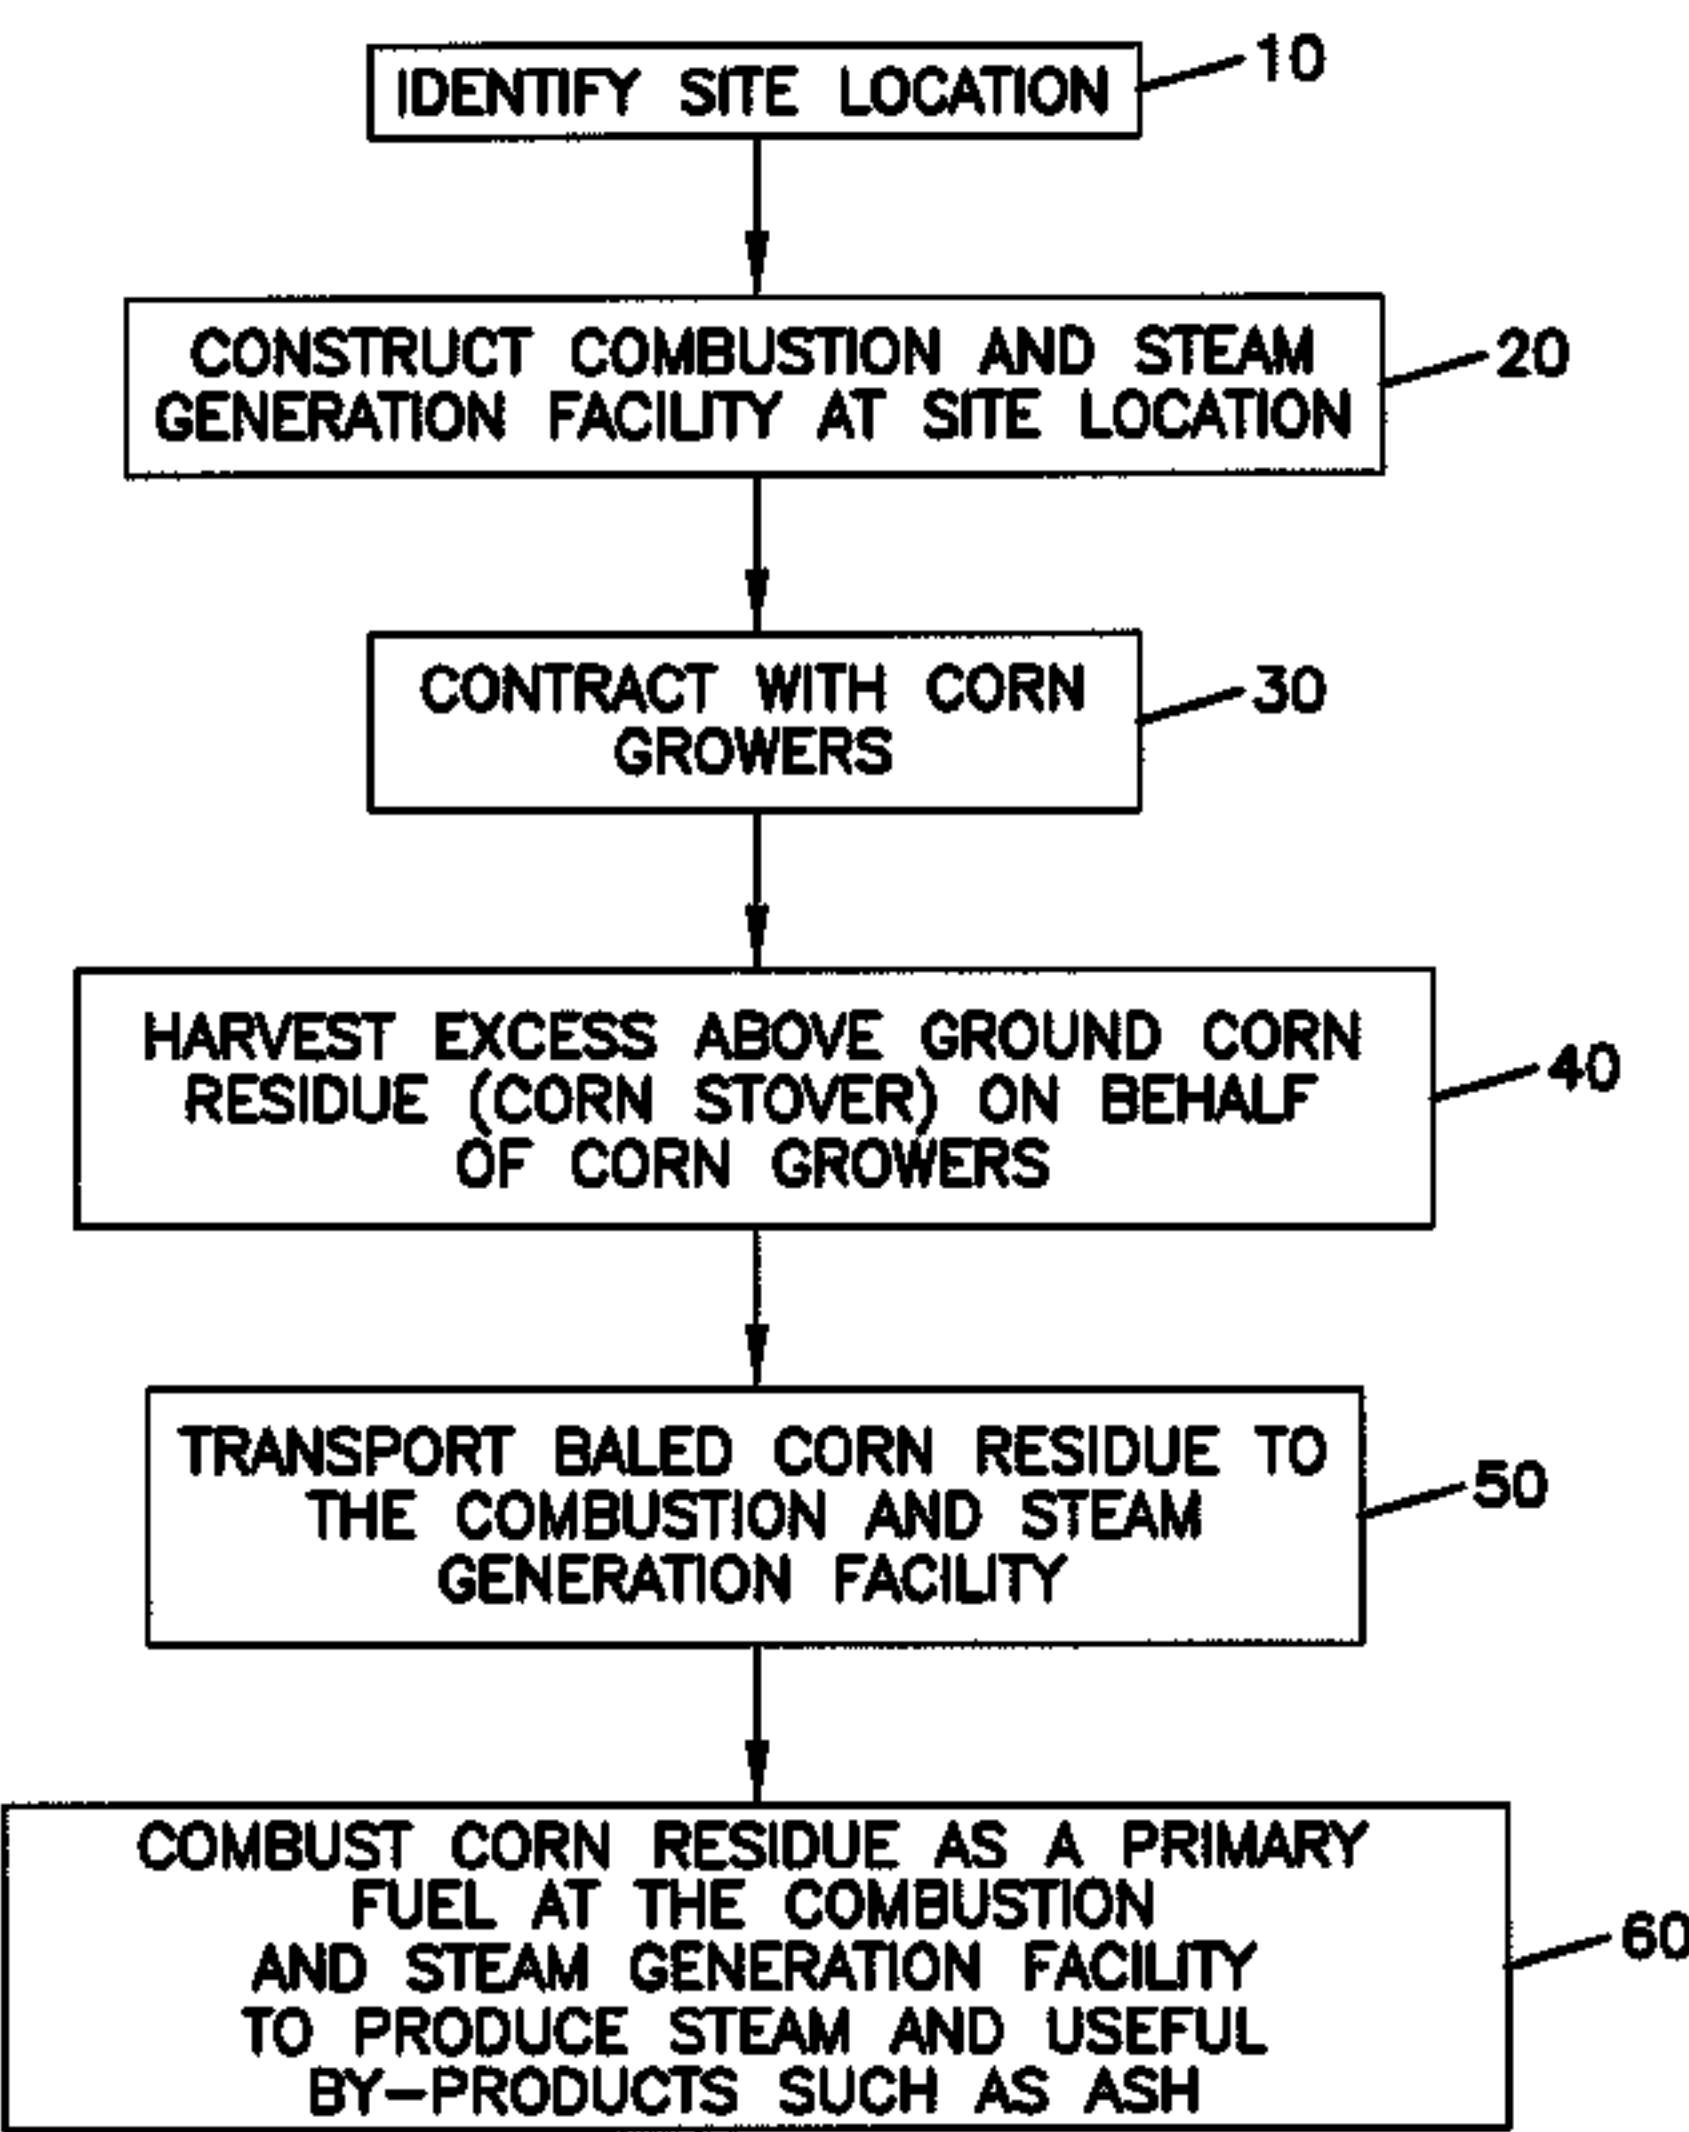 IDENTIFY SITE LOCATION
10
CONSTRUCT COMBUSTION AND STEAM
GENERATION FACILITY AT SITE LOCATION
20
CONTRACT WITH CORN
GROWERS
30
HARVEST EXCESS ABOVE GROUND CORN
RESIDUE (CORN STOVER) ON BEHALF
OF CORN GROWERS
40
TRANSPORT BALED CORN RESIDUE TO
THE COMBUSTION AND STEAM
GENERATION FACILITY
50
COMBUST CORN RESIDUE AS A PRIMARY
FUEL AT THE COMBUSTION
AND STEAM GENERATION FACILITY
TO PRODUCE STEAM AND USEFUL
BY-PRODUCTS SUCH AS ASH
60